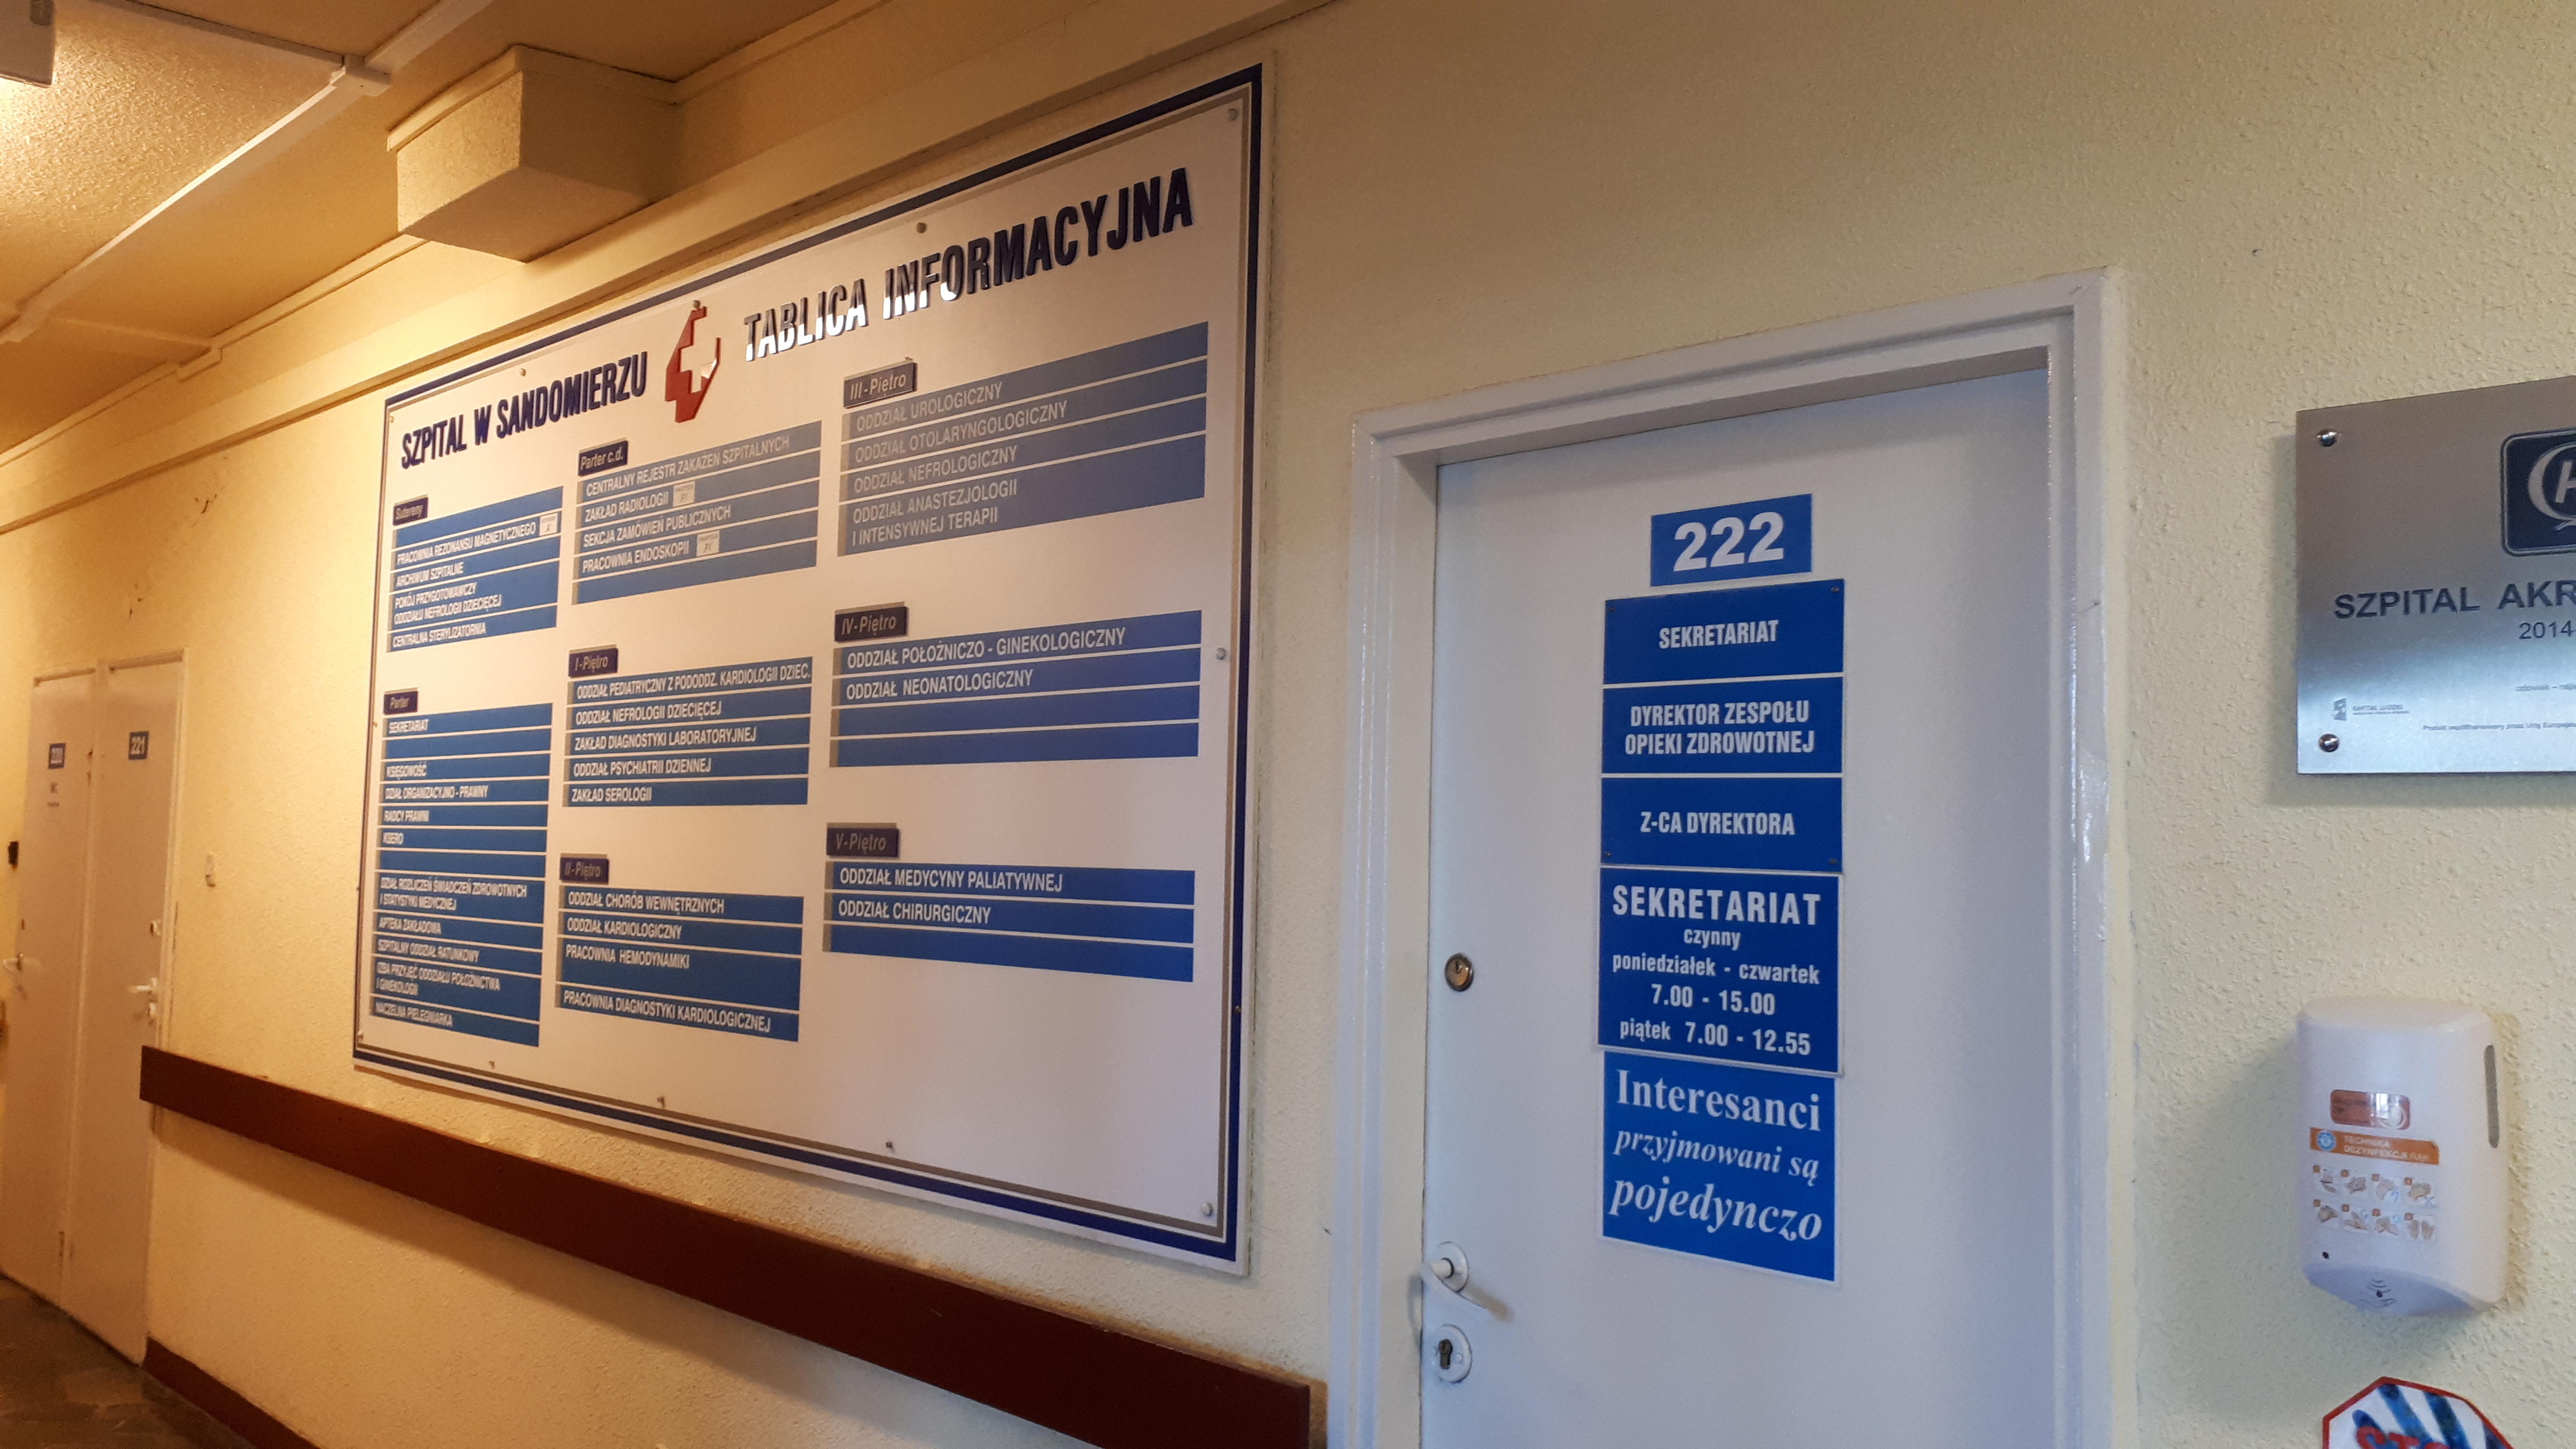 SZPITAL W SANDOMIERZU
TABLICA INFORMACYJNA
Sutereny
PRACOWNIA REZONANSU MAGNETYCZNEGO
ARCHIWUM SZPITALNE
POKÓJ PRZYGOTOWAWCZY
ODDZIAŁU NEFROLOGII DZIECIĘCEJ
CENTRALNA STERYLIZATORNIA
Parter
SEKRETARIAT
KSIĘGOWOŚĆ
DZIAŁ ORGANIZACYJNO - PRAWNY
RADCY PRAWNI
KSERO
DZIAŁ ROZLICZEŃ ŚWIADCZEŃ ZDROWOTNYCH
I STATYSTYKI MEDYCZNEJ
APTEKA ZAKŁADOWA
SZPITALNY ODDZIAŁ RATUNKOWY
IZBA PRZYJĘĆ ODDZIAŁU POŁOŻNICTWA
I GINEKOLOGII
NACZELNA PIELĘGNIARKA
Parter c.d.
CENTRALNY REJESTR ZAKAŻEŃ SZPITALNYCH
ZAKŁAD RADIOLOGII
SEKCJA ZAMÓWIEŃ PUBLICZNYCH
PRACOWNIA ENDOSKOPII
I-Piętro
ODDZIAŁ PEDIATRYCZNY Z PODODDZ. KARDIOLOGII DZIEC.
ODDZIAŁ NEFROLOGII DZIECIĘCEJ
ZAKŁAD DIAGNOSTYKI LABORATORYJNEJ
ODDZIAŁ PSYCHIATRII DZIENNEJ
ZAKŁAD SEROLOGII
II-Piętro
ODDZIAŁ CHORÓB WEWNĘTRZNYCH
ODDZIAŁ KARDIOLOGICZNY
PRACOWNIA HEMODYNAMIKI
PRACOWNIA DIAGNOSTYKI KARDIOLOGICZNEJ
III-Piętro
ODDZIAŁ UROLOGICZNY
ODDZIAŁ OTOLARYNGOLOGICZNY
ODDZIAŁ NEFROLOGICZNY
ODDZIAŁ ANASTEZJOLOGII
I INTENSYWNEJ TERAPII
IV-Piętro
ODDZIAŁ POŁOŻNICZO - GINEKOLOGICZNY
ODDZIAŁ NEONATOLOGICZNY
V-Piętro
ODDZIAŁ MEDYCYNY PALIATYWNEJ
ODDZIAŁ CHIRURGICZNY
221
222
SEKRETARIAT
DYREKTOR ZESPOŁU
OPIEKI ZDROWOTNEJ
Z-CA DYREKTORA
SEKRETARIAT
czynny
poniedziałek - czwartek
7.00 - 15.00
piątek 7.00 - 12.55
Interesanci
przyjmowani są
pojedynczo
SZPITAL AKR
2014
KAPITAŁ LUDZKI
TECHNIKA
DEZYNFEKCJI RĄK